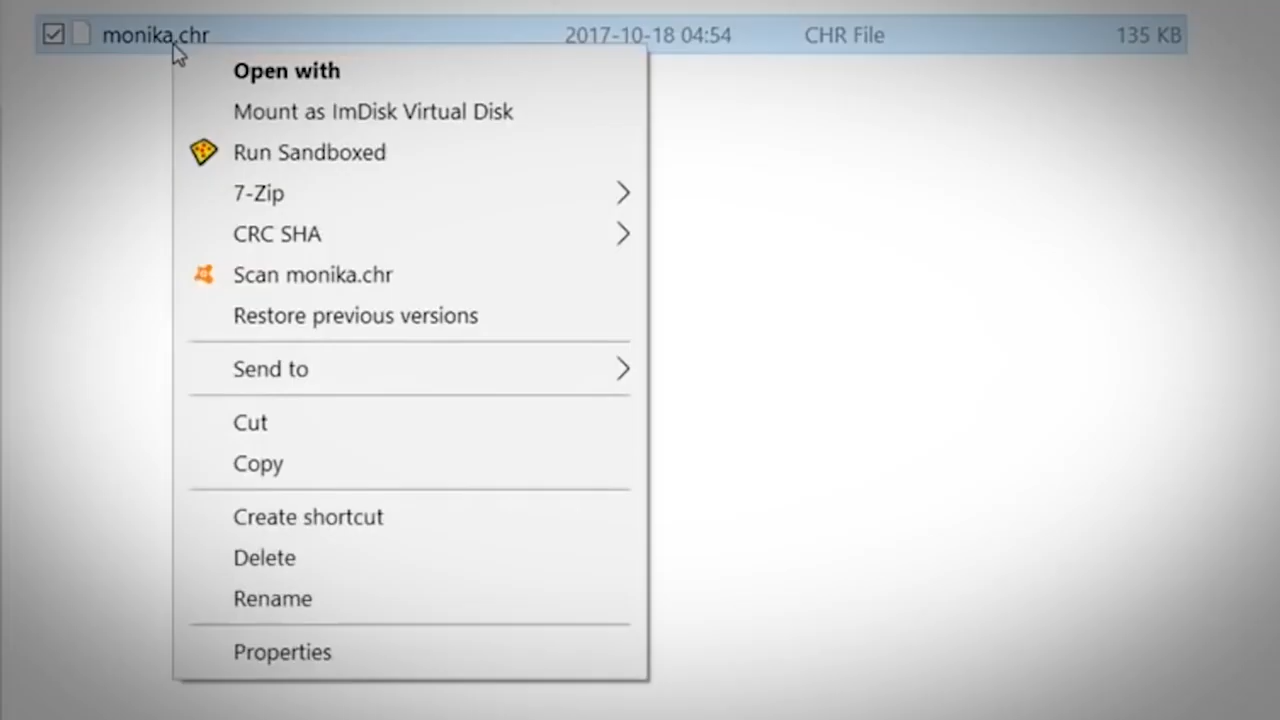 monika.chr 2017-10-18 04:54 CHR File 135 KB
Open with
Mount as ImDisk Virtual Disk
Run Sandboxed
7-Zip
CRC SHA
Scan monika.chr
Restore previous versions
Send to
Cut
Copy
Create shortcut
Delete
Rename
Properties